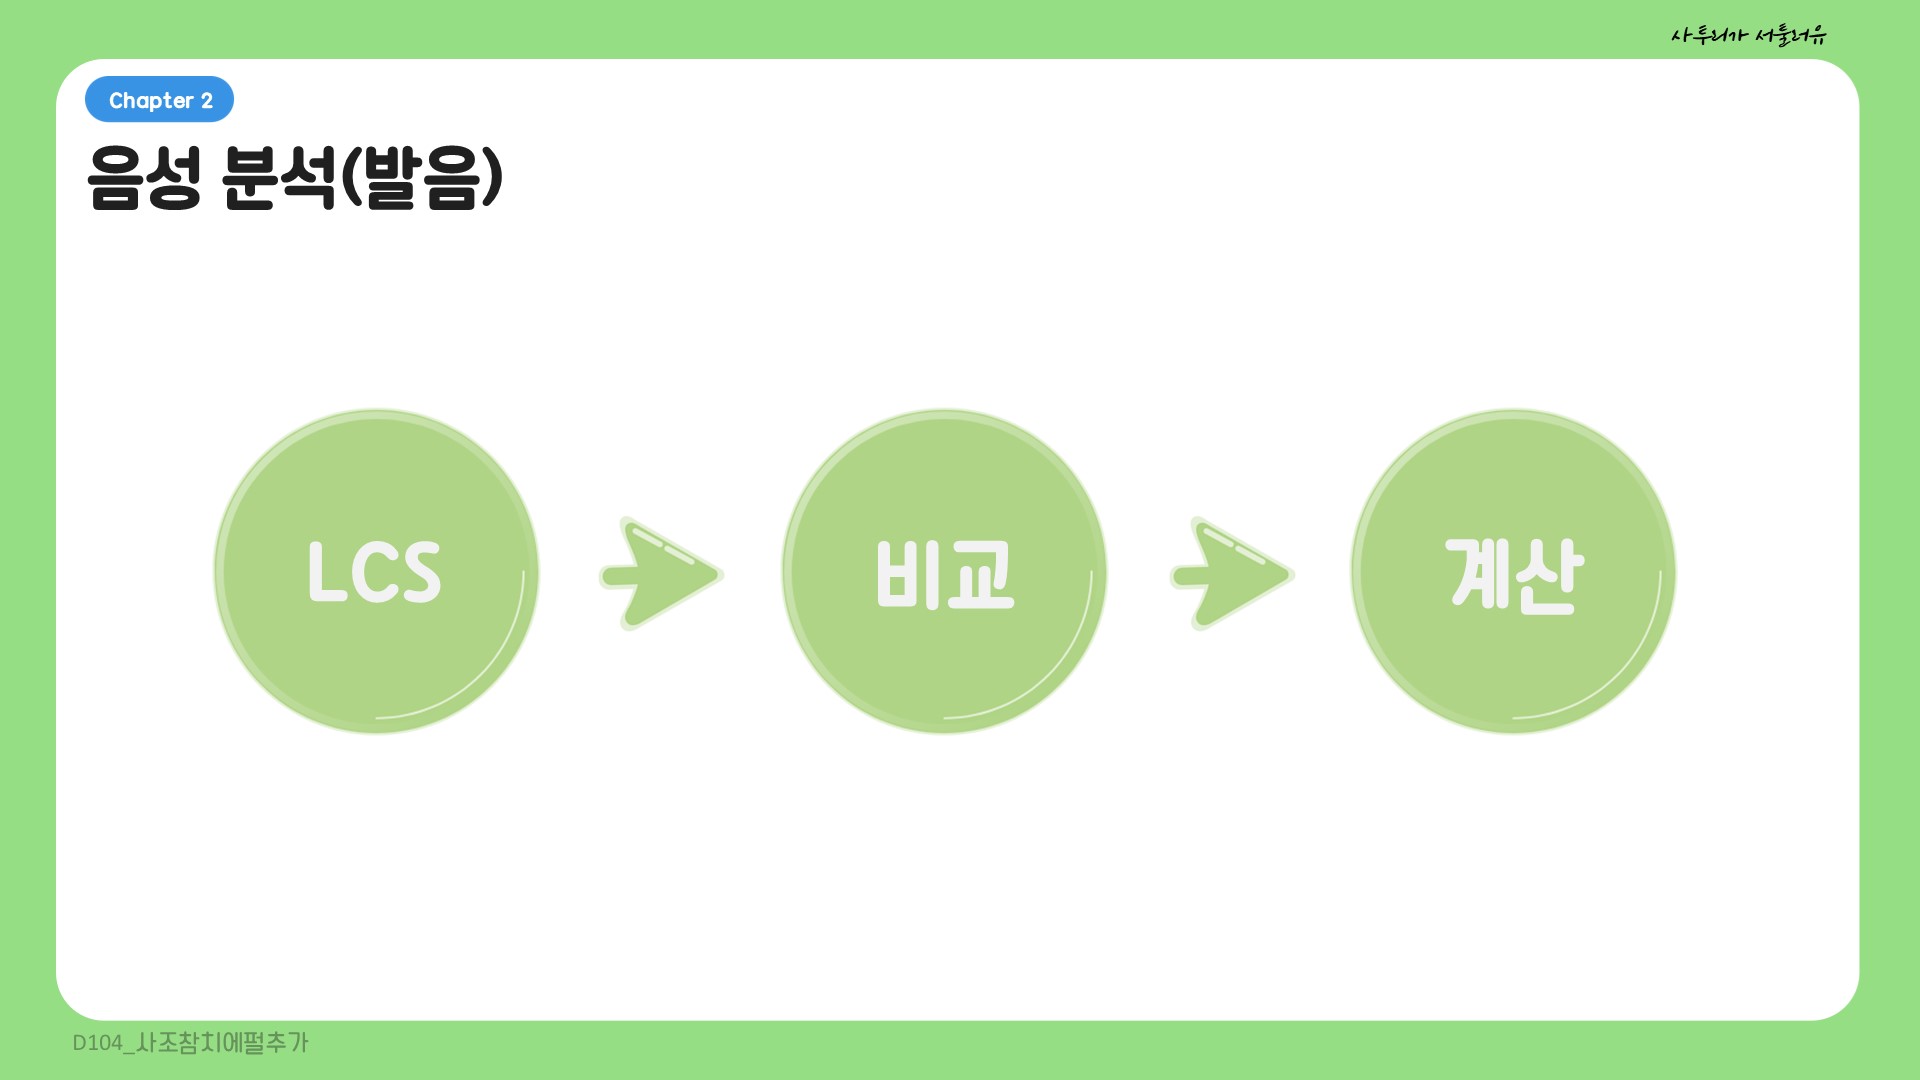 사투리가 서툴러유
Chapter 2
음성 분석(발음)
LCS
비교
계산
D104_사조참치에펄추가